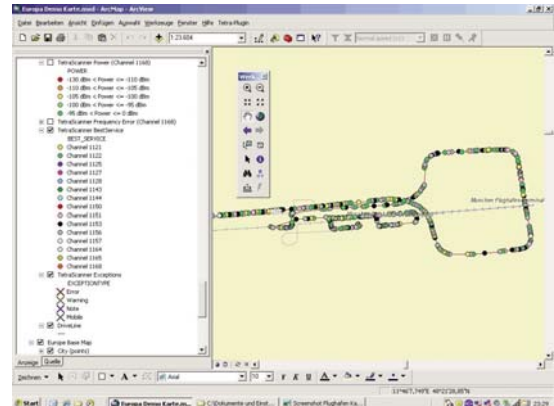 Europa Demo Karte.mxd - ArcMap - ArcView
Datei Bearbeiten Ansicht Einfügen Auswahl Werkzeuge Fenster Hilfe Tetra-Plugin
TetraScanner Power (Channel 1168)
POWER
-130 dBm < Power <= -110 dBm
-110 dBm < Power <= -105 dBm
-105 dBm < Power <= -100 dBm
-100 dBm < Power <= -95 dBm
-95 dBm < Power <= 0 dBm
TetraScanner Frequency Error (Channel 1168)
TetraScanner BestService
BEST_SERVICE
Channel 1121
Channel 1122
Channel 1125
Channel 1127
Channel 1128
Channel 1143
Channel 1144
Channel 1150
Channel 1151
Channel 1153
Channel 1156
Channel 1157
Channel 1164
Channel 1165
Channel 1168
TetraScanner Exceptions
EXCEPTIONTYPE
Error
Warning
Note
Mobile
DriveLine
Europe Base Map
City (points)
Anzeige Quelle
München Flughafen Terminal
Zeichnen
Arial
10
F K U A
Start
Europa Demo Karte.m...
C:\Dokumente und Einst...
Screenshot Flughafen Ka...
23:29